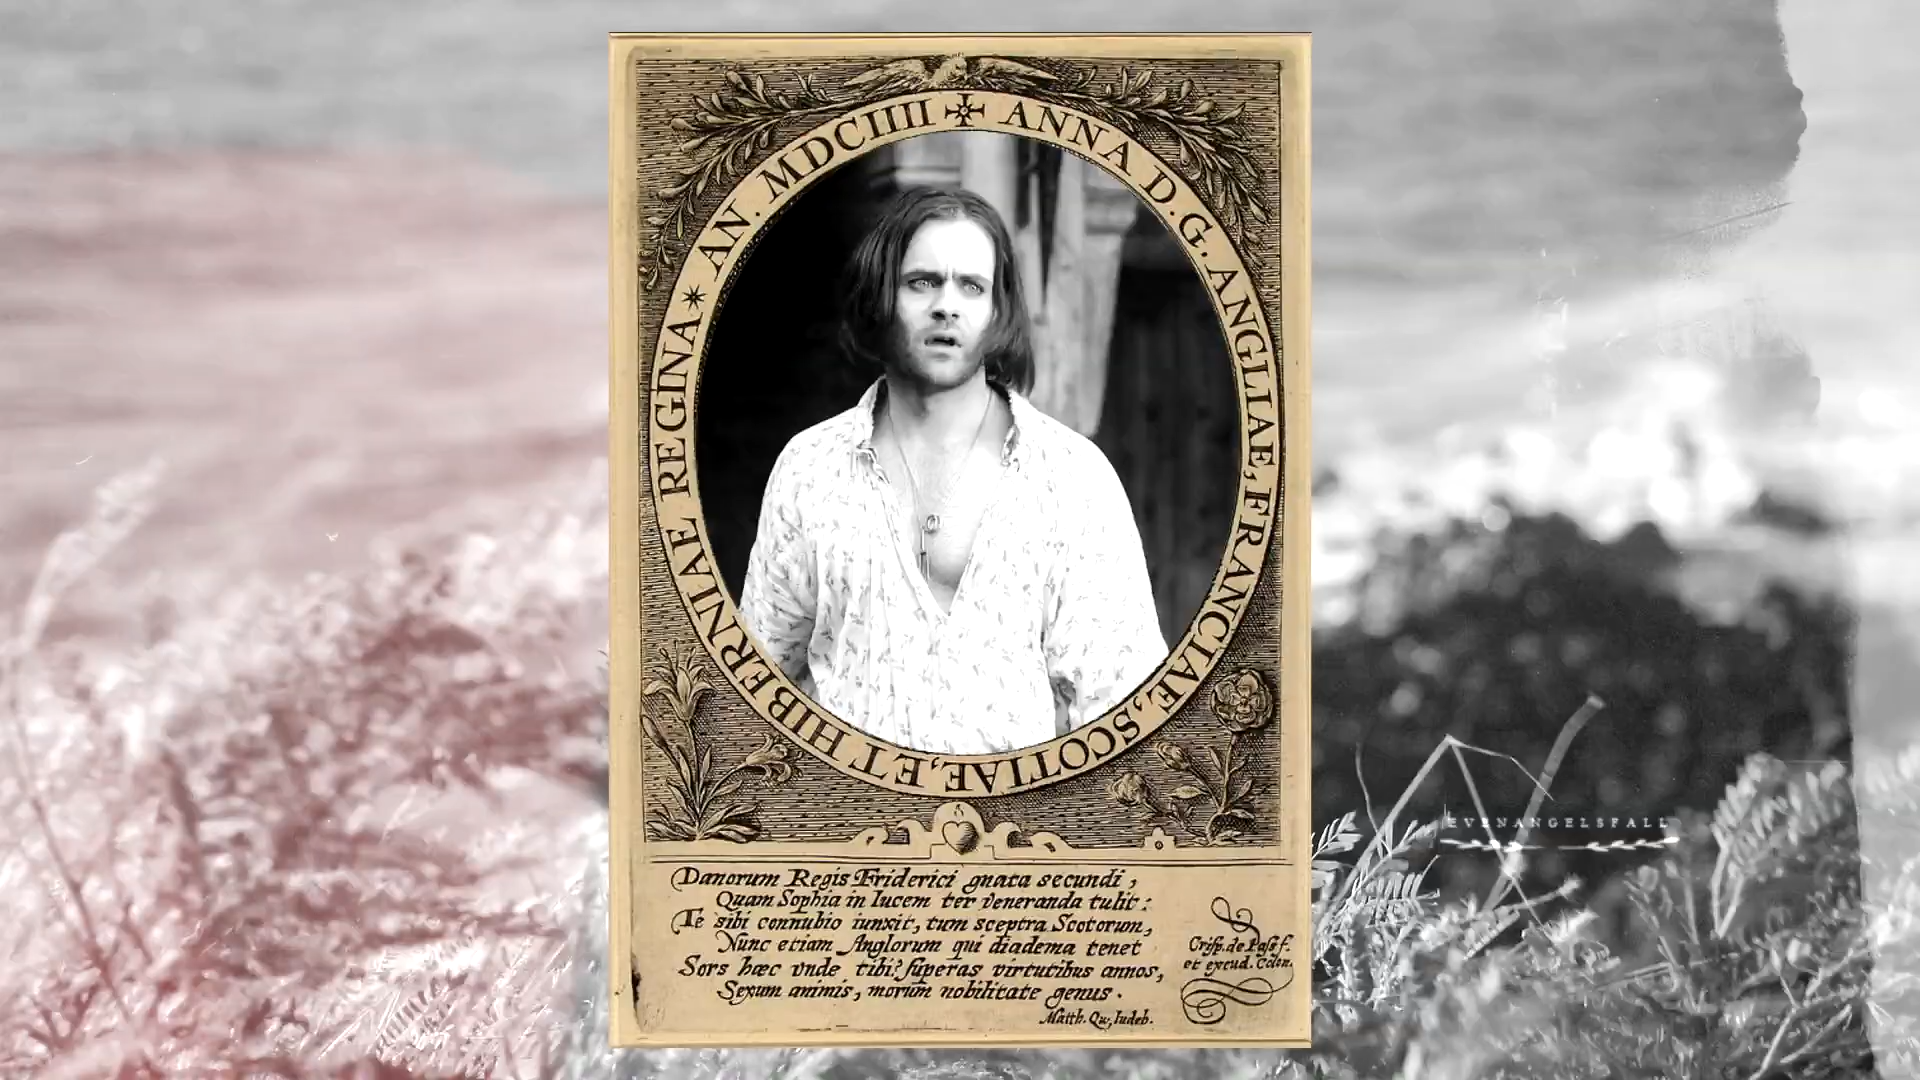 ANNA D. G. ANGLIAE, FRANCIAE, SCOTIAE, ET HIBERNIAE REGINA * AN. MDCIIII ✠
Danorum Regis Friderici gnata secundi,
Quam Sophia in lucem ter veneranda tulit:
Te sibi connubio iunxit, tum sceptra Scotorum,
Nunc etiam Anglorum qui diadema tenet
Sors hæc vnde tibi? superas virtutibus annos,
Sexum animis, morum nobilitate genus.
Matth. Qu, Iudeb.
Crisp. de Pass f.
et excud. Colon.
EVENANGELSFALL